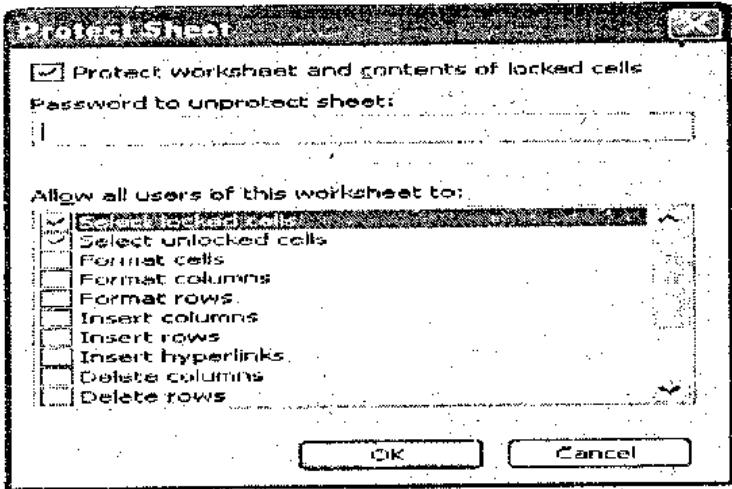 Protect Sheet
Protect worksheet and contents of locked cells
Password to unprotect sheet:
Allow all users of this worksheet to:
Select locked cells
Select unlocked cells
Format cells
Format columns
Format rows
Insert columns
Insert rows
Insert hyperlinks
Delete columns
Delete rows
OK
Cancel